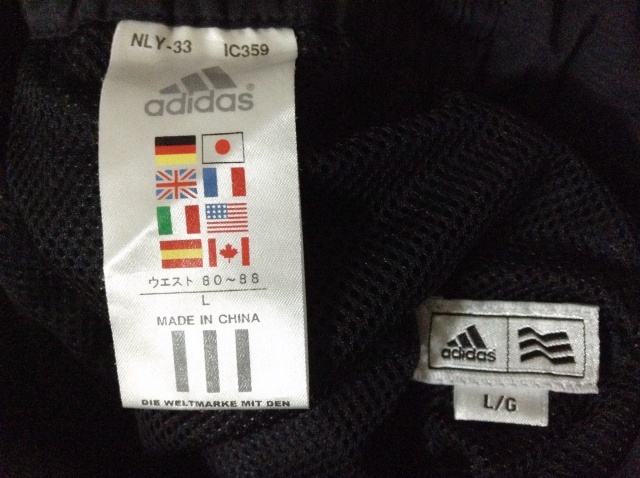 NLY-33 IC359
adidas
ウエスト 80～88
L
MADE IN CHINA
DIE WELTMARKE MIT DEN
adidas
L/G